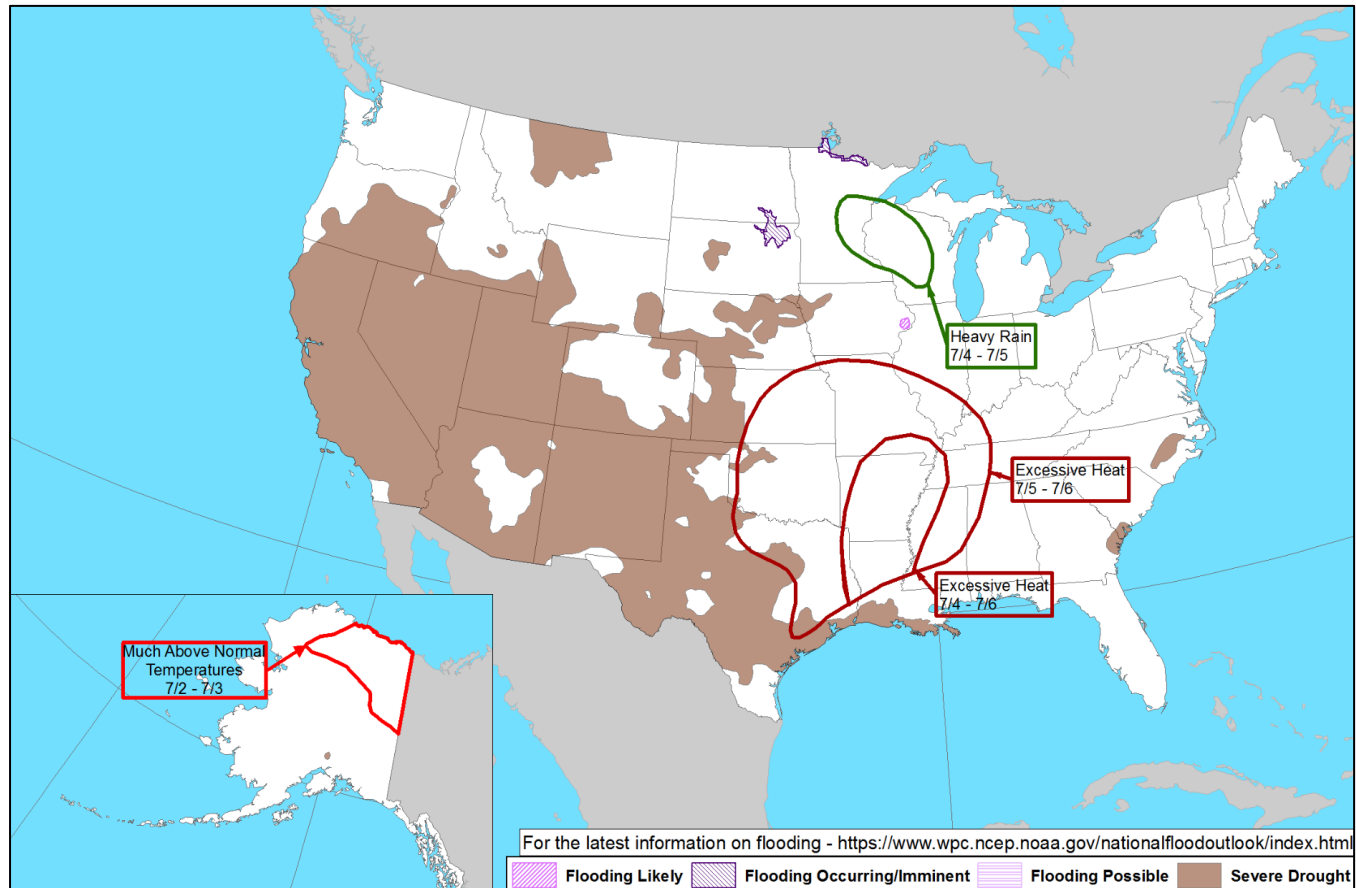 Heavy Rain
7/4 - 7/5
Excessive Heat
7/5 - 7/6
Excessive Heat
7/4 - 7/6
Much Above Normal
Temperatures
7/2 - 7/3
For the latest information on flooding - https://www.wpc.ncep.noaa.gov/nationalfloodoutlook/index.html
Flooding Likely
Flooding Occurring/Imminent
Flooding Possible
Severe Drought